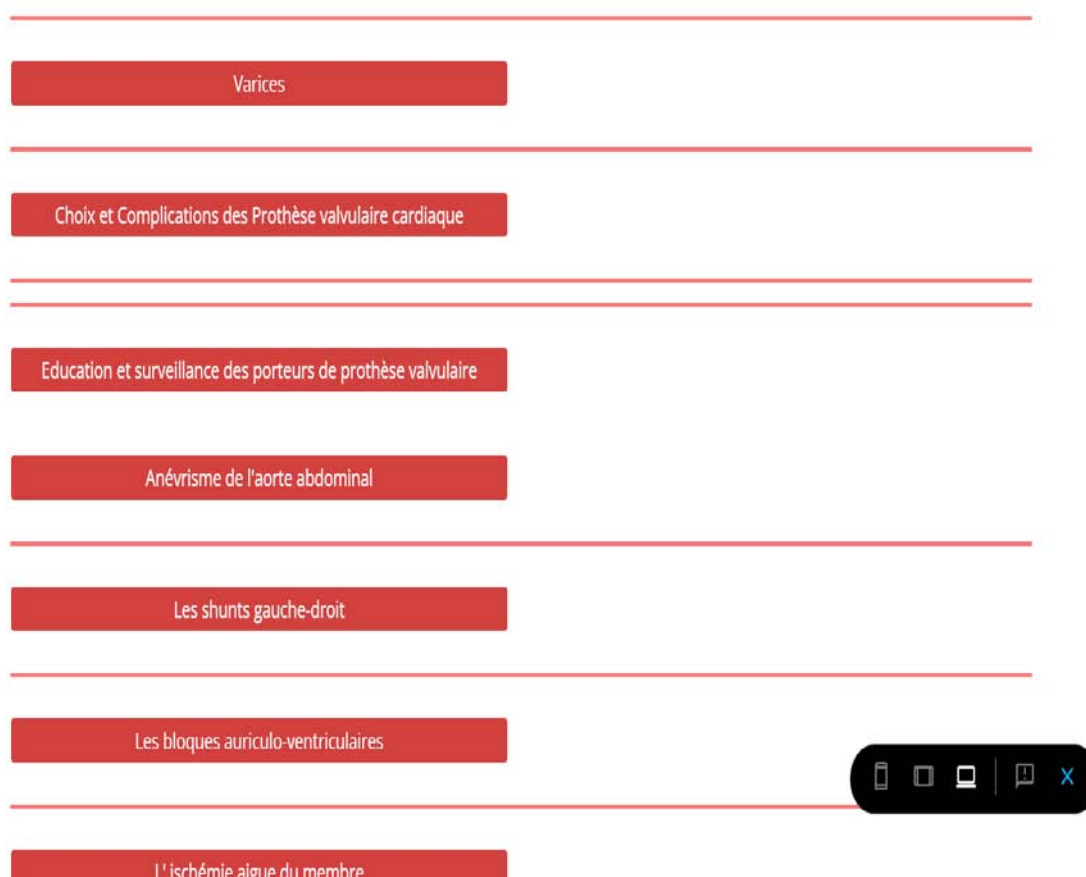 Varices
Choix et Complications des Prothèse valvulaire cardiaque
Education et surveillance des porteurs de prothèse valvulaire
Anévrisme de l'aorte abdominal
Les shunts gauche-droit
Les bloques auriculo-ventriculaires
L' ischémie aigue du membre